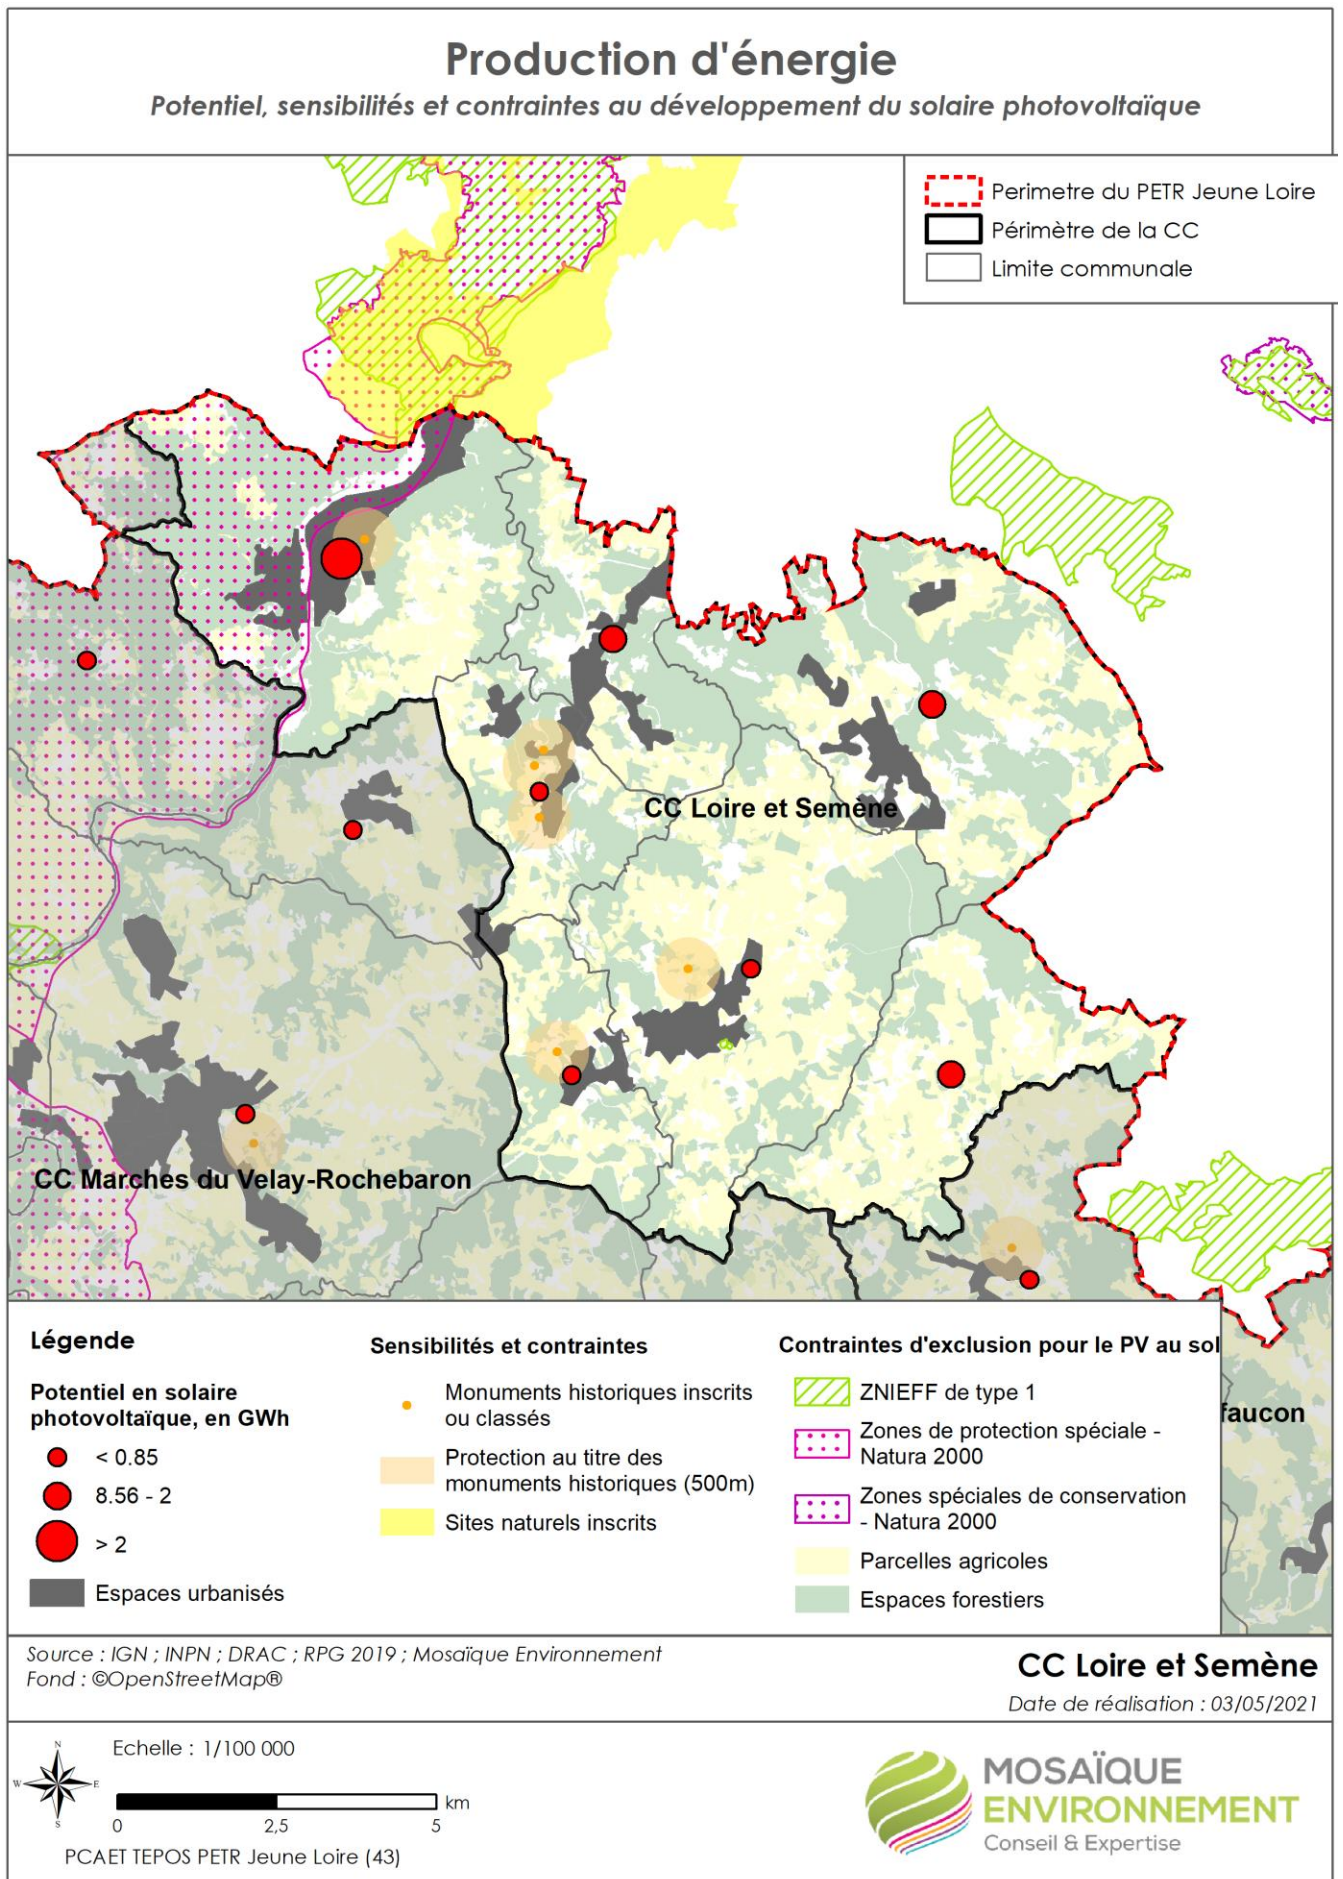 Production d'énergie
Potentiel, sensibilités et contraintes au développement du solaire photovoltaïque
Perimetre du PETR Jeune Loire
Périmètre de la CC
Limite communale
CC Loire et Semène
CC Marches du Velay-Rochebaron
faucon
Légende
Potentiel en solaire
photovoltaïque, en GWh
< 0.85
8.56 - 2
> 2
Espaces urbanisés
Sensibilités et contraintes
Monuments historiques inscrits
ou classés
Protection au titre des
monuments historiques (500m)
Sites naturels inscrits
Contraintes d'exclusion pour le PV au sol
ZNIEFF de type 1
Zones de protection spéciale -
Natura 2000
Zones spéciales de conservation
- Natura 2000
Parcelles agricoles
Espaces forestiers
Source : IGN ; INPN ; DRAC ; RPG 2019 ; Mosaïque Environnement
Fond : ©OpenStreetMap®
CC Loire et Semène
Date de réalisation : 03/05/2021
N
W E
S
Echelle : 1/100 000
km
0 2,5 5
PCAET TEPOS PETR Jeune Loire (43)
MOSAÏQUE
ENVIRONNEMENT
Conseil & Expertise